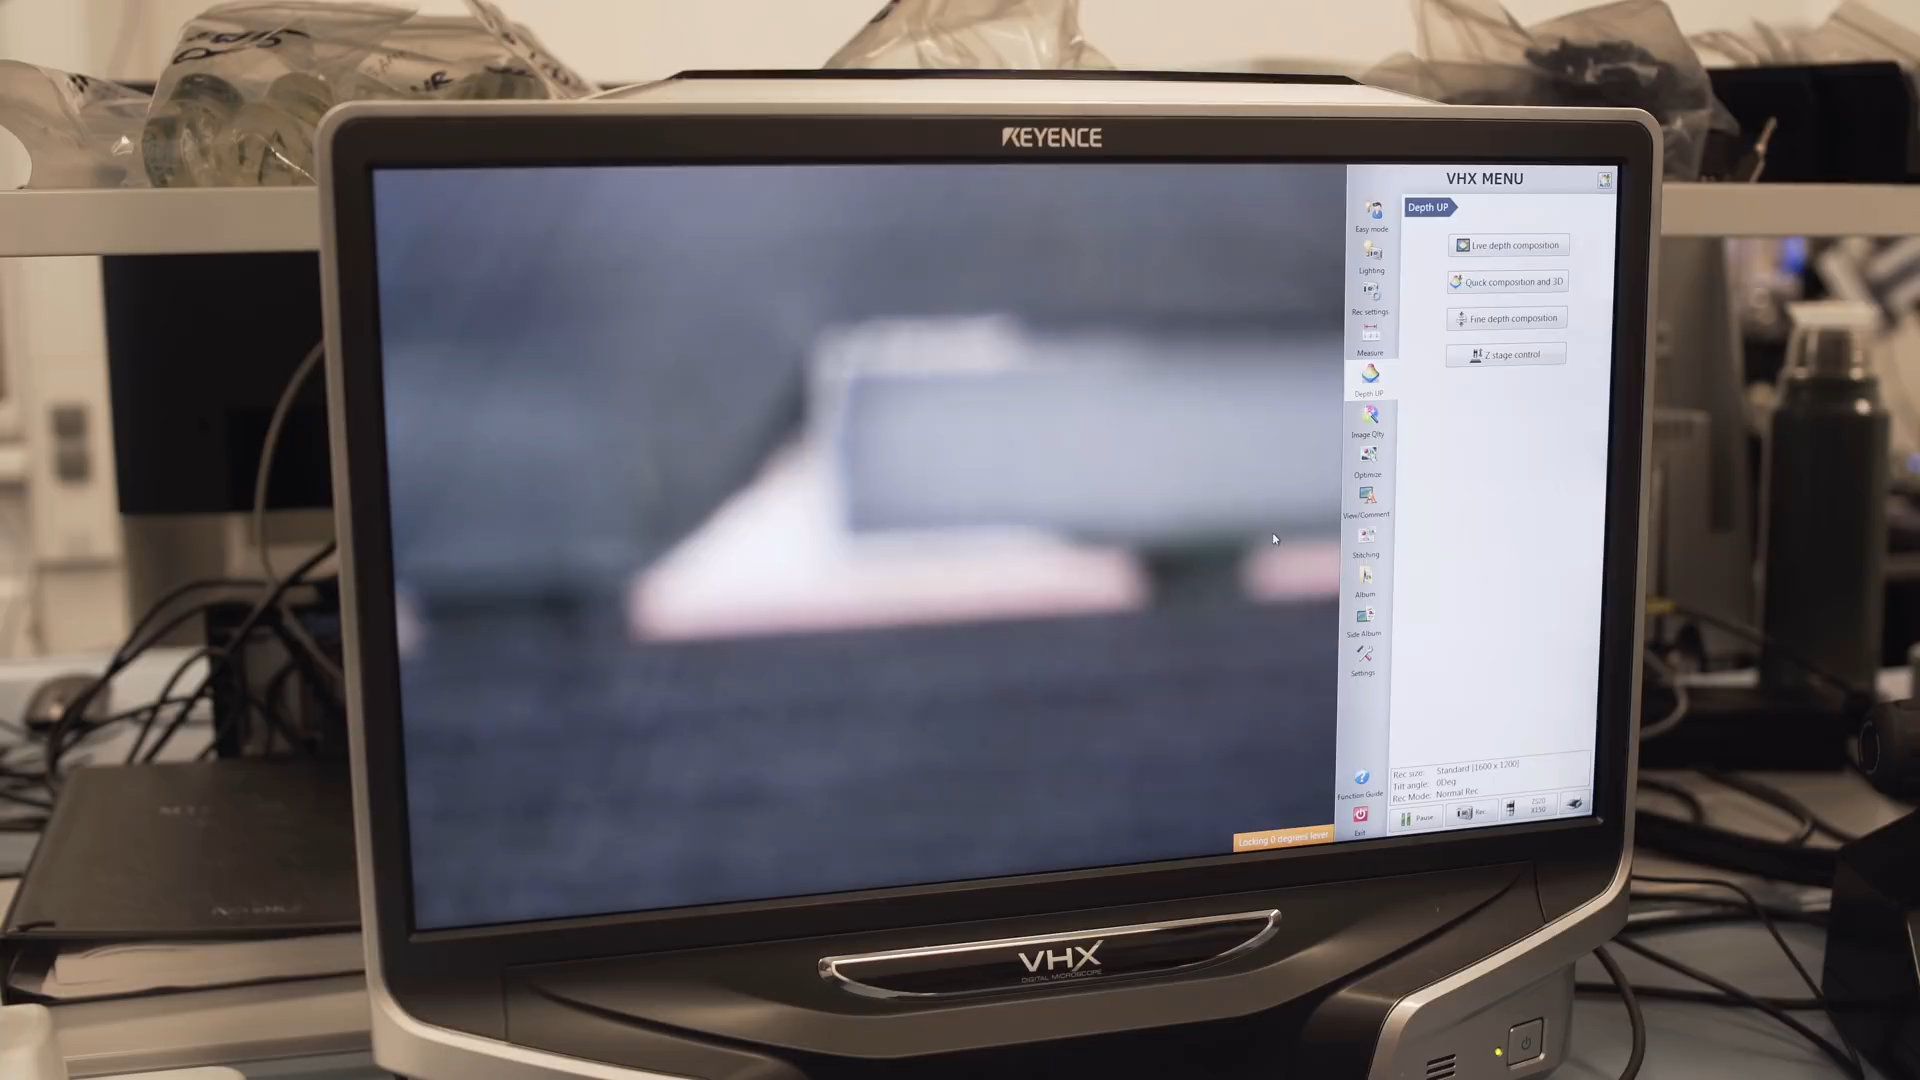 KEYENCE
VHX MENU
Easy mode
Lighting
Rec settings
Measure
Depth UP
Image Qlty
Optimize
View/Comment
Stitching
Album
Side Album
Settings
Function Guide
Exit
Depth UP
Live depth composition
Quick composition and 3D
Fine depth composition
Z stage control
Rec size: Standard [1600 x 1200]
Tilt angle: 0Deg
Rec Mode: Normal Rec
Pause
Rec
ZS20
X150
Locking 0 degrees lever
VHX
DIGITAL MICROSCOPE